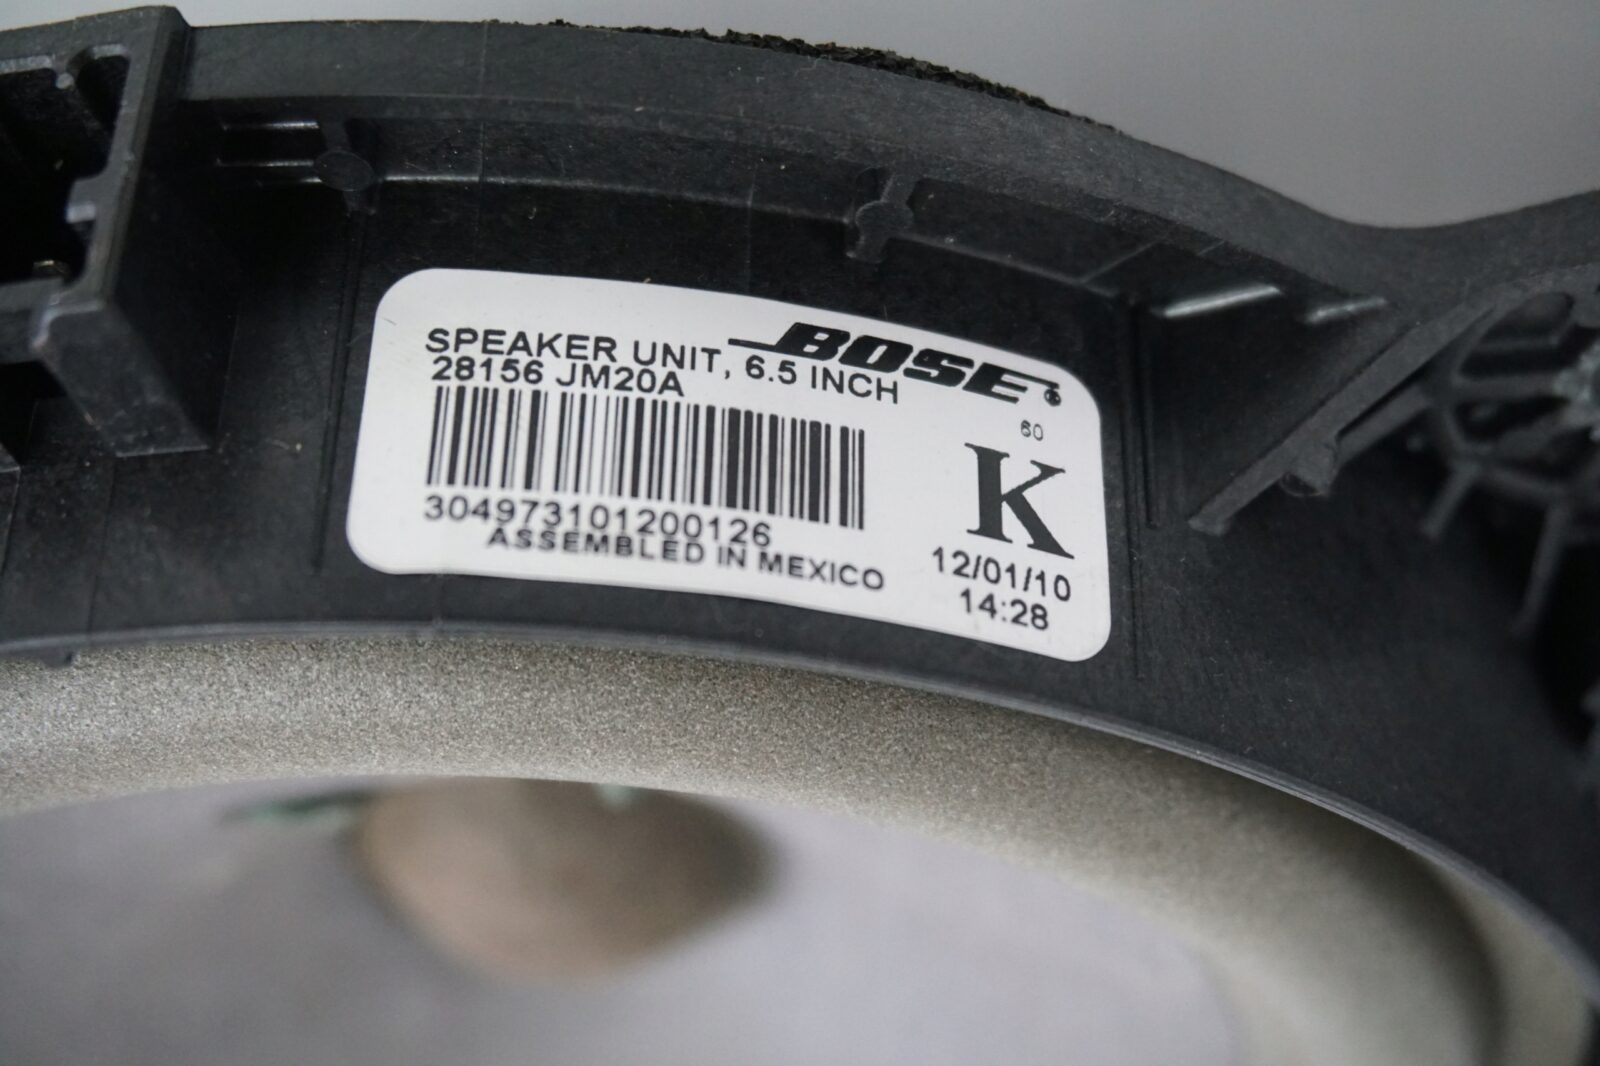 BOSE®
SPEAKER UNIT, 6.5 INCH
28156 JM20A
60
K
304973101200126
ASSEMBLED IN MEXICO
12/01/10
14:28